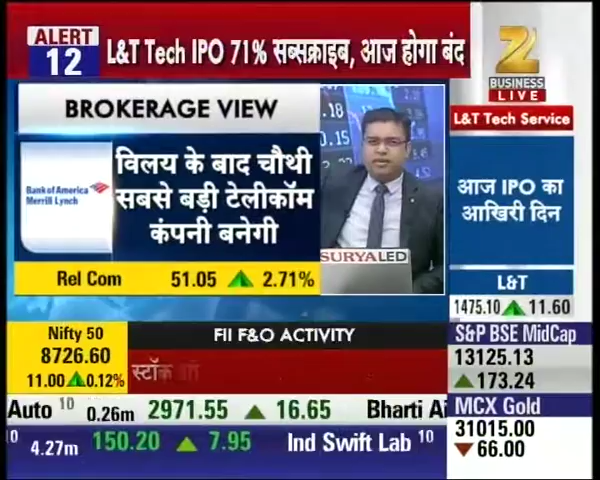 ALERT
12
L&T Tech IPO 71% सब्सक्राइब, आज होगा बंद
Z
BUSINESS
LIVE
BROKERAGE VIEW
Bank of America
Merrill Lynch
विलय के बाद चौथी
सबसे बड़ी टेलीकॉम
कंपनी बनेगी
.18
0.15
SURYALED
Rel Com 51.05 2.71%
L&T Tech Service
आज IPO का
आखिरी दिन
L&T
1475.10 11.60
Nifty 50
8726.60
11.00 0.12%
FII F&O ACTIVITY
स्टॉक
S&P BSE MidCap
13125.13
173.24
Auto 10 0.26m 2971.55 16.65 Bharti Ai
0 4.27m 150.20 7.95 Ind Swift Lab 10
MCX Gold
31015.00
66.00